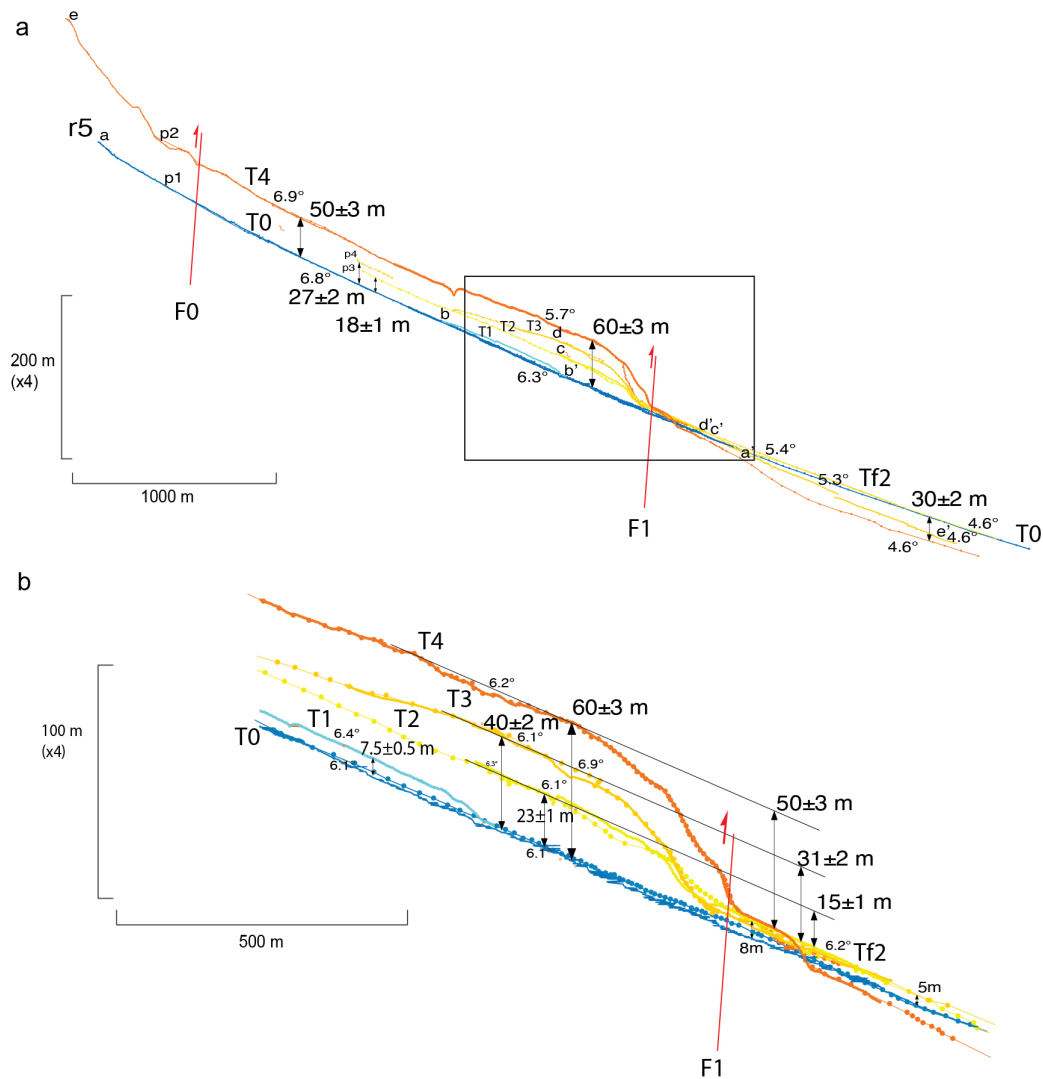 a
e
r5
a
p2
p1
T4
6.9°
50±3 m
T0
p4
p3
6.8°
27±2 m
18±1 m
F0
200 m
(x4)
1000 m
b
T1
T2
T3
5.7°
d
c
b'
6.3°
60±3 m
F1
d'
c'
a'
5.4°
5.3°
Tf2
30±2 m
e'
4.6°
4.6°
4.6°
T0
b
100 m
(x4)
500 m
T4
6.2°
T3
60±3 m
40±2 m
6.1°
T1
T2
T0
6.4°
7.5±0.5 m
6.1°
6.3°
6.9°
6.1°
23±1 m
6.1
50±3 m
31±2 m
15±1 m
6.2°
Tf2
8m
5m
F1